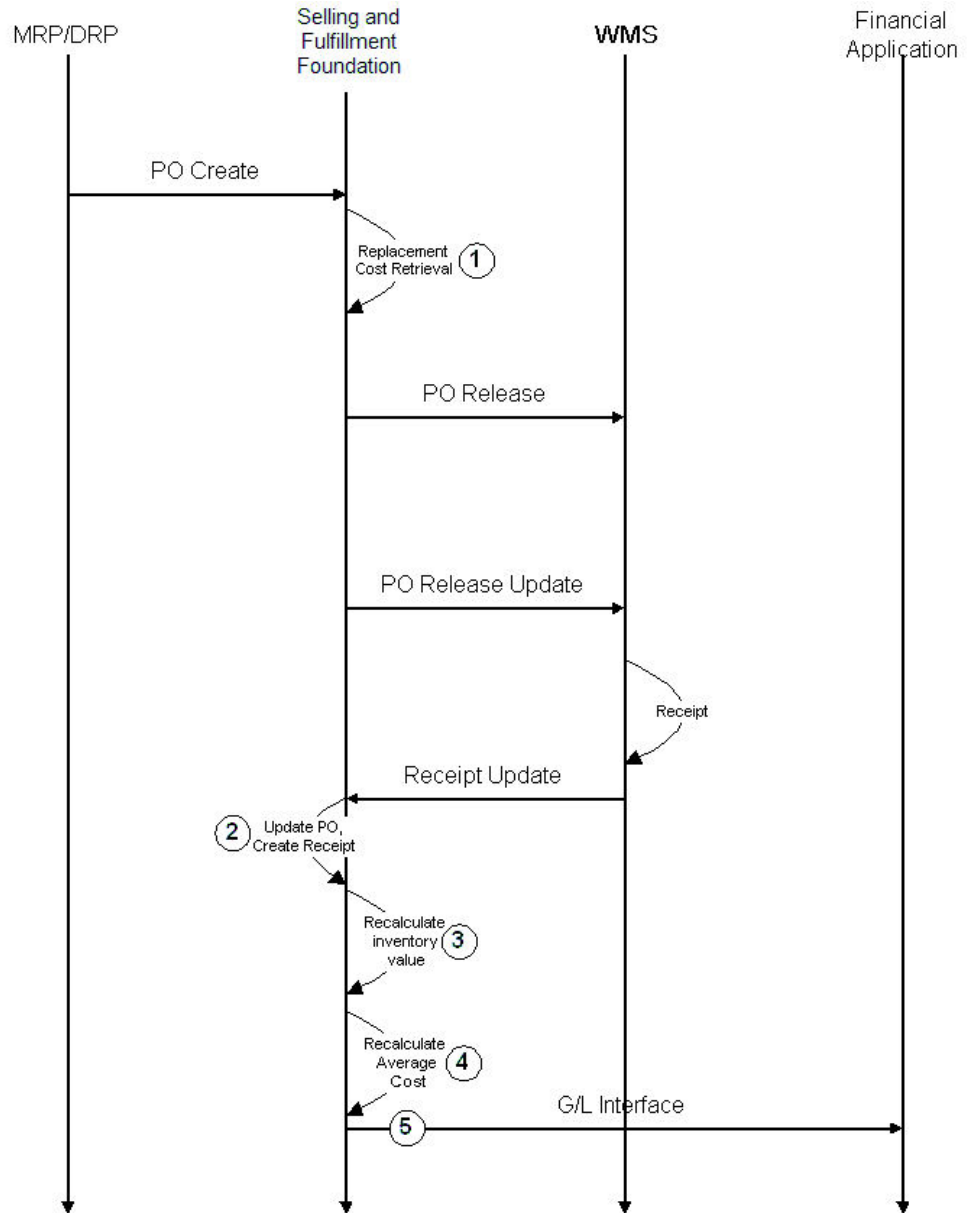 MRP/DRP
Selling and
Fulfillment
Foundation
WMS
Financial
Application
PO Create
Replacement
Cost Retrieval
1
PO Release
PO Release Update
Receipt
Receipt Update
2
Update PO,
Create Receipt
Recalculate
inventory
value
3
Recalculate
Average
Cost
4
G/L Interface
5